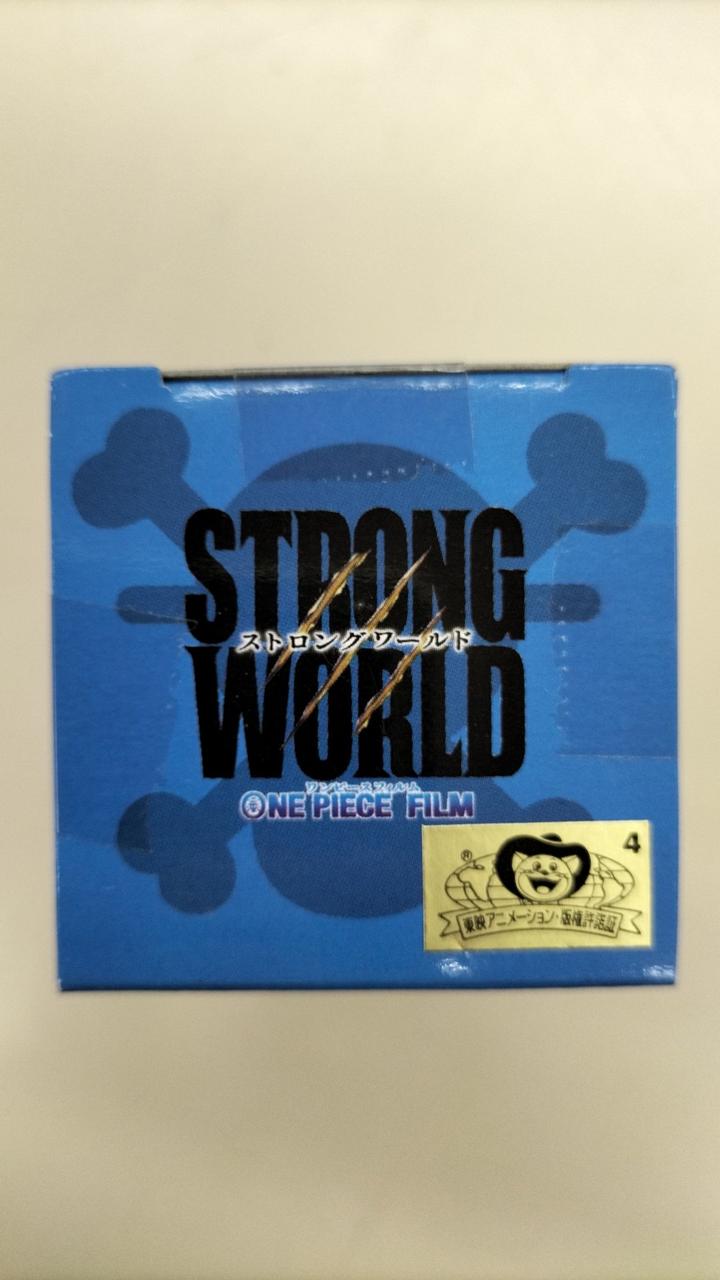 STRONG
ストロングワールド
WORLD
ワンピースフィルム
ONE PIECE FILM
4
®
東映アニメーション・版権許諾証